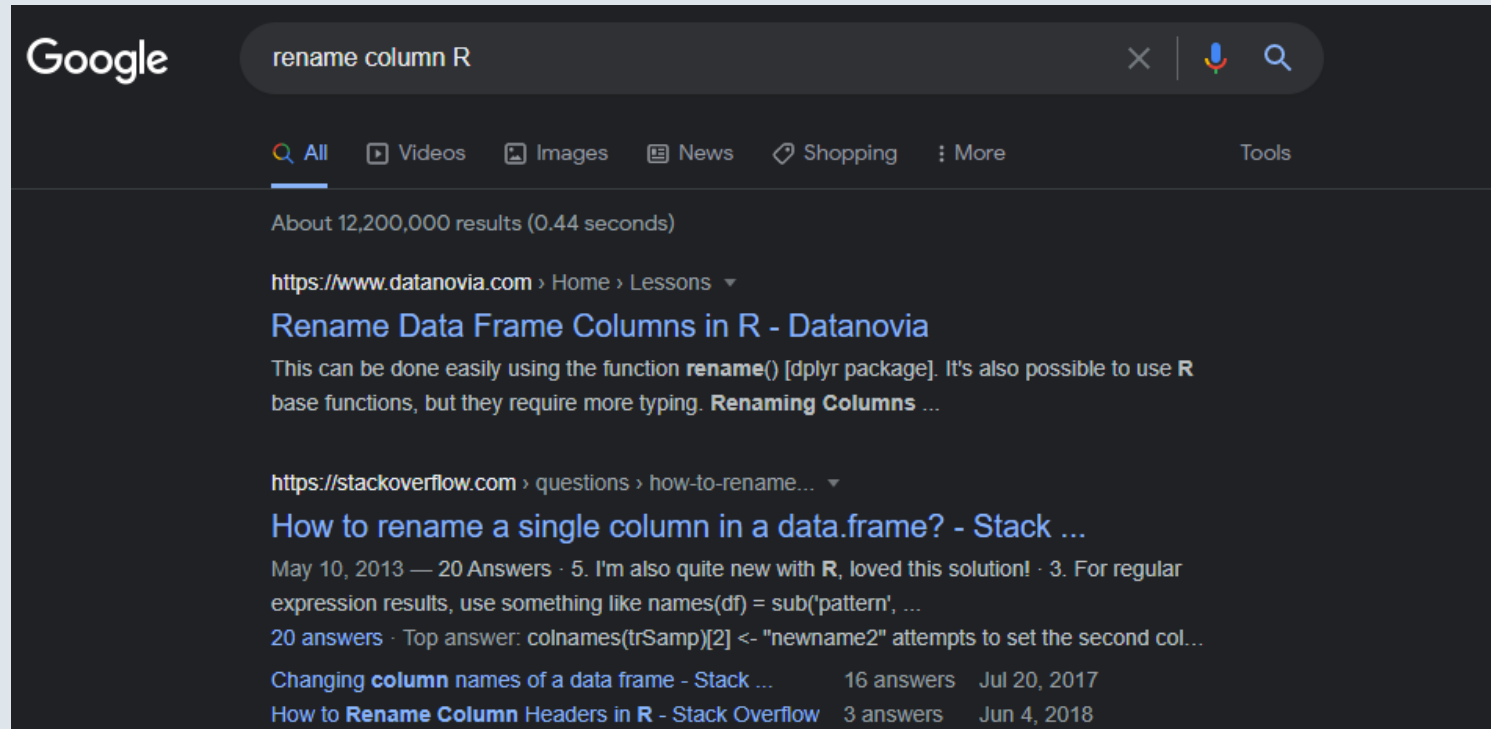 Google
rename column R
All Videos Images News Shopping More Tools
About 12,200,000 results (0.44 seconds)
https://www.datanovia.com › Home › Lessons
Rename Data Frame Columns in R - Datanovia
This can be done easily using the function rename() [dplyr package]. It's also possible to use R
base functions, but they require more typing. Renaming Columns ...
https://stackoverflow.com › questions › how-to-rename...
How to rename a single column in a data.frame? - Stack ...
May 10, 2013 — 20 Answers · 5. I'm also quite new with R, loved this solution! · 3. For regular
expression results, use something like names(df) = sub('pattern', ...
20 answers · Top answer: colnames(trSamp)[2] <- "newname2" attempts to set the second col...
Changing column names of a data frame - Stack ... 16 answers Jul 20, 2017
How to Rename Column Headers in R - Stack Overflow 3 answers Jun 4, 2018